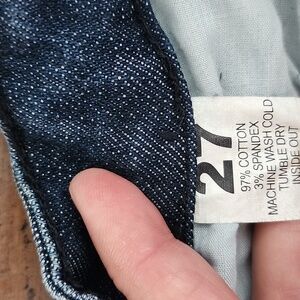 27
97% COTTON
3% SPANDEX
MACHINE WASH COLD
TUMBLE DRY
INSIDE OUT